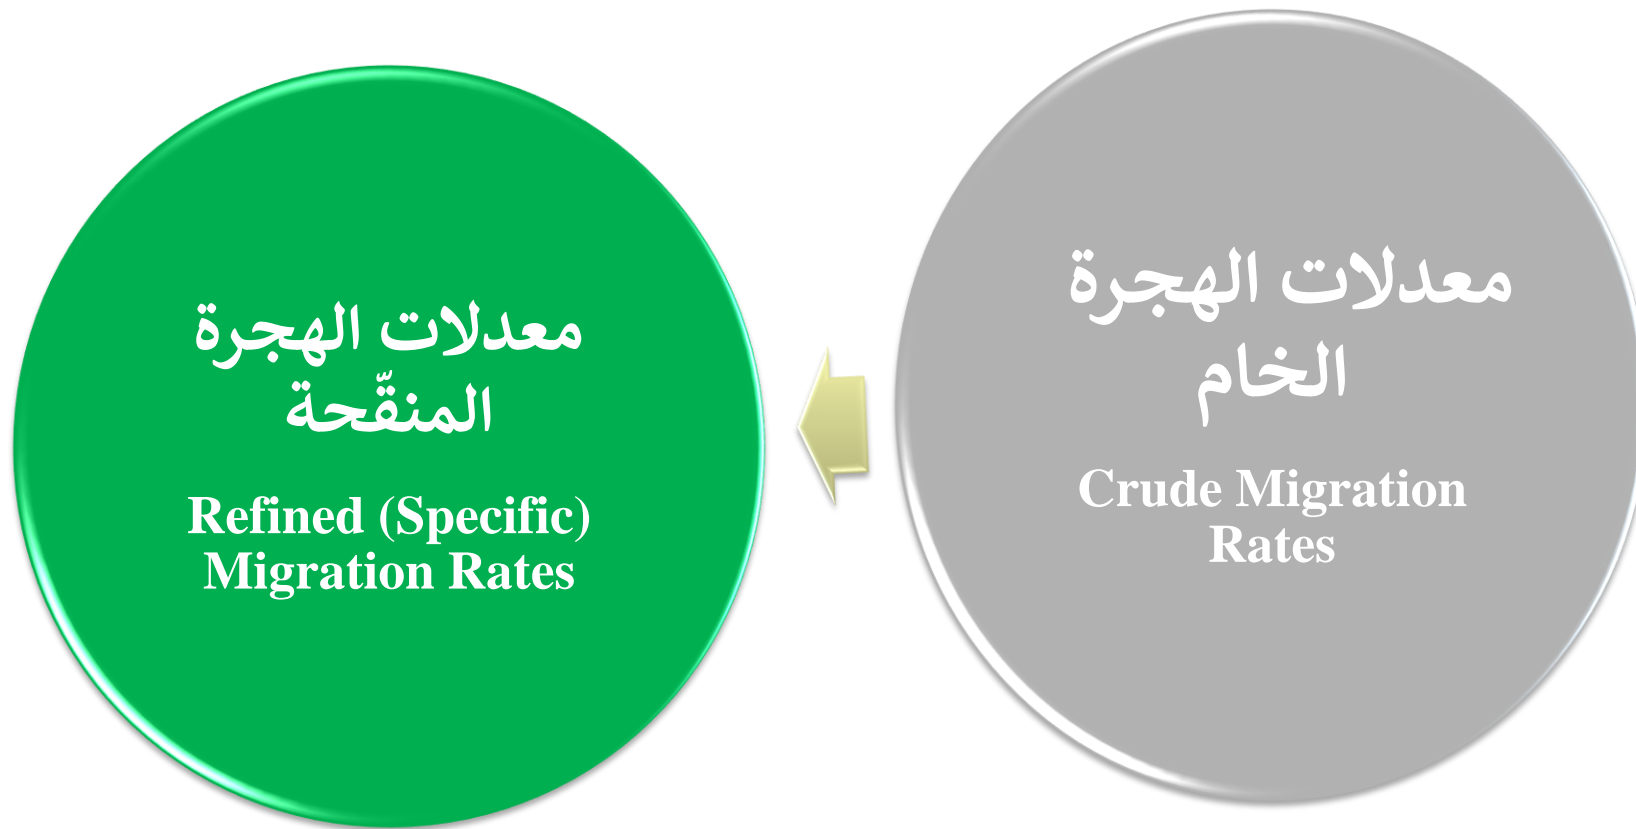 معدلات الهجرة
الخام
Crude Migration
Rates
معدلات الهجرة
المنقّحة
Refined (Specific)
Migration Rates